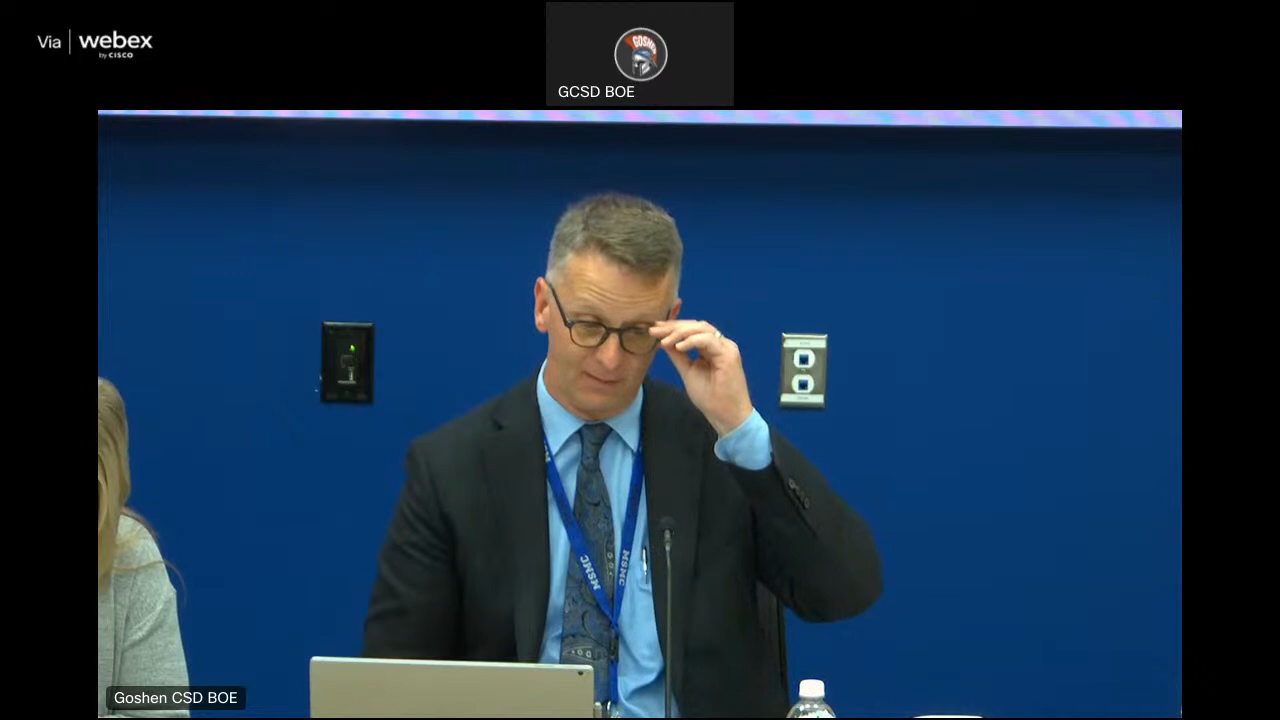 Via | webex
by CISCO
GOSHEN
GCSD BOE
MSMC
MSMC
Goshen CSD BOE